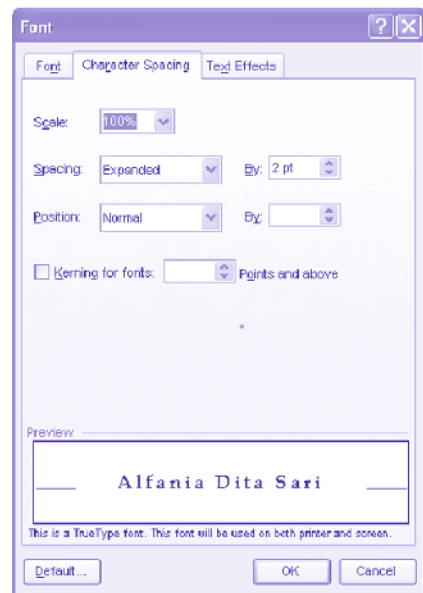 Font
Font Character Spacing Text Effects
Scale: 100%
Spacing: Expanded By: 2 pt
Position: Normal By:
Kerning for fonts: Points and above
Preview
Alfania Dita Sari
This is a TrueType font. This font will be used on both printer and screen.
Default... OK Cancel